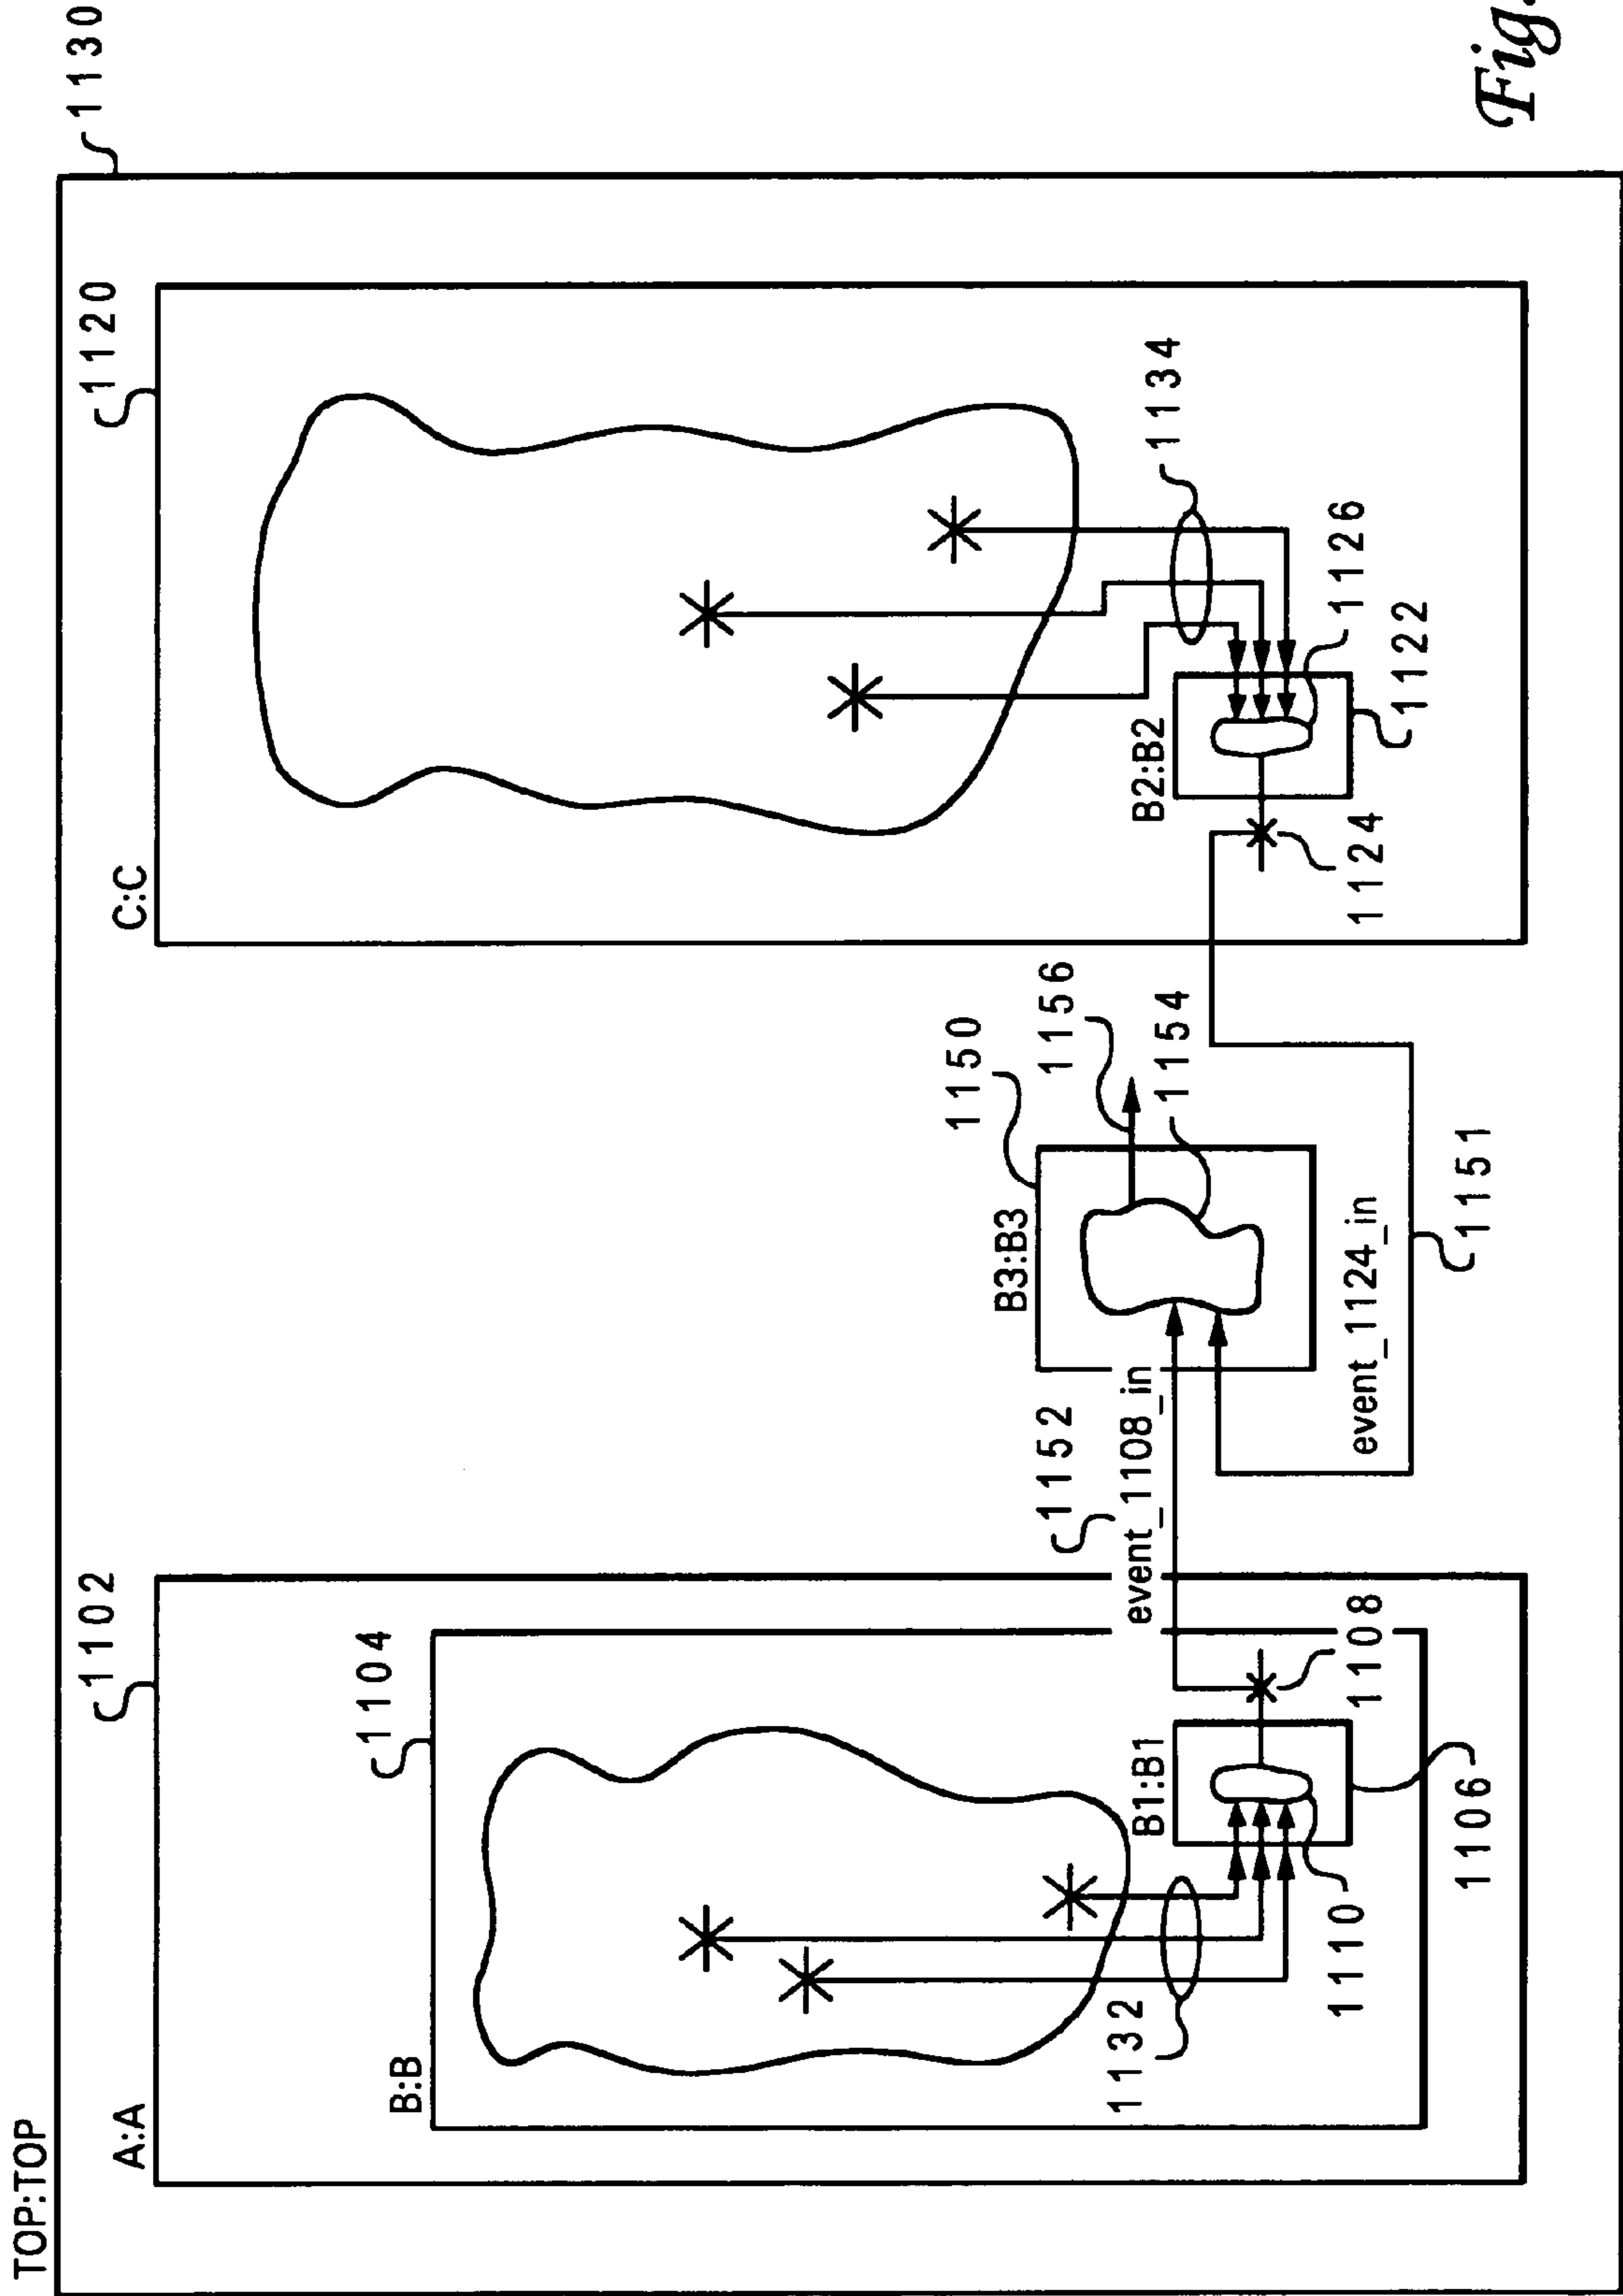 TOP:TOP
1130
A:A
1102
C:C
1120
B:B
1104
1132
B1:B1
1110
1106
1108
1152
event_1108_in
B3:B3
1150
1156
1154
event_1124_in
1151
B2:B2
1124
1134
1126
1122
Fig.